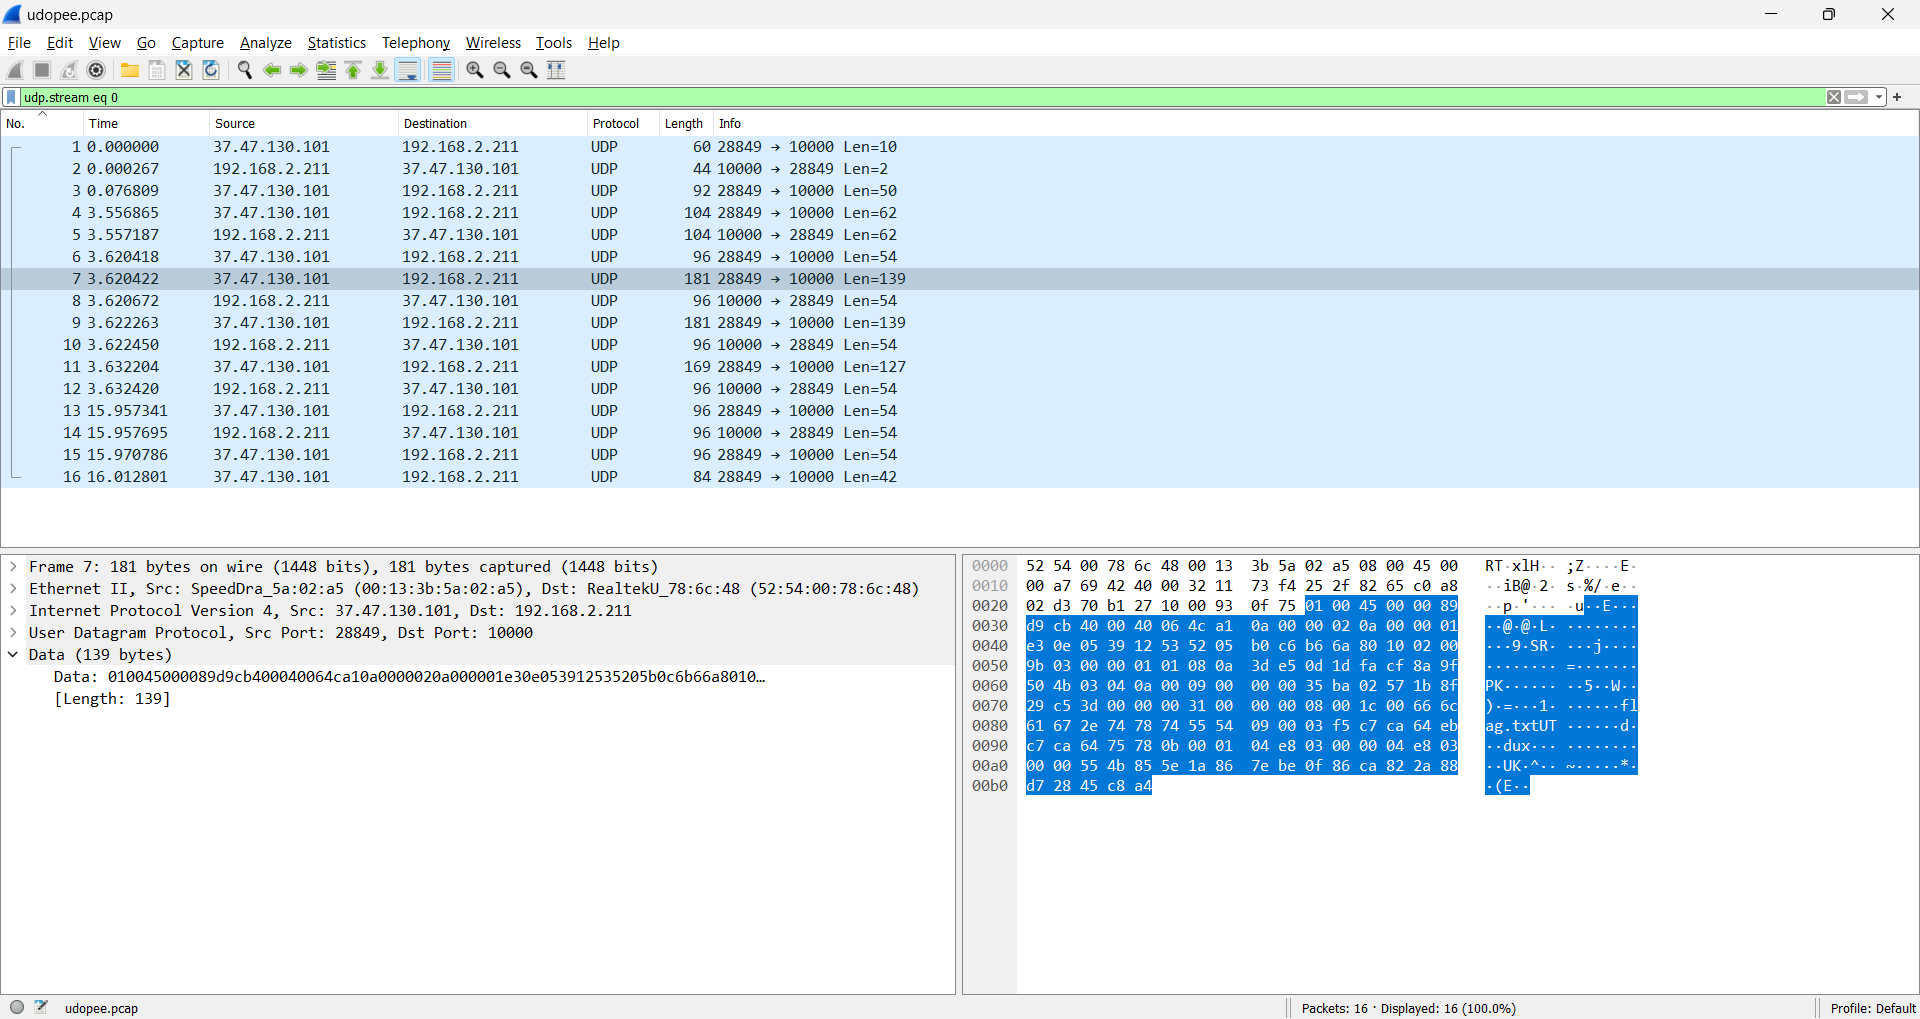 udopee.pcap
File Edit View Go Capture Analyze Statistics Telephony Wireless Tools Help
udp.stream eq 0
No. Time Source Destination Protocol Length Info
1 0.000000 37.47.130.101 192.168.2.211 UDP 60 28849 → 10000 Len=10
2 0.000267 192.168.2.211 37.47.130.101 UDP 44 10000 → 28849 Len=2
3 0.076809 37.47.130.101 192.168.2.211 UDP 92 28849 → 10000 Len=50
4 3.556865 37.47.130.101 192.168.2.211 UDP 104 28849 → 10000 Len=62
5 3.557187 192.168.2.211 37.47.130.101 UDP 104 10000 → 28849 Len=62
6 3.620418 37.47.130.101 192.168.2.211 UDP 96 28849 → 10000 Len=54
7 3.620422 37.47.130.101 192.168.2.211 UDP 181 28849 → 10000 Len=139
8 3.620672 192.168.2.211 37.47.130.101 UDP 96 10000 → 28849 Len=54
9 3.622263 37.47.130.101 192.168.2.211 UDP 181 28849 → 10000 Len=139
10 3.622450 192.168.2.211 37.47.130.101 UDP 96 10000 → 28849 Len=54
11 3.632204 37.47.130.101 192.168.2.211 UDP 169 28849 → 10000 Len=127
12 3.632420 192.168.2.211 37.47.130.101 UDP 96 10000 → 28849 Len=54
13 15.957341 37.47.130.101 192.168.2.211 UDP 96 28849 → 10000 Len=54
14 15.957695 192.168.2.211 37.47.130.101 UDP 96 10000 → 28849 Len=54
15 15.970786 37.47.130.101 192.168.2.211 UDP 96 28849 → 10000 Len=54
16 16.012801 37.47.130.101 192.168.2.211 UDP 84 28849 → 10000 Len=42
Frame 7: 181 bytes on wire (1448 bits), 181 bytes captured (1448 bits)
Ethernet II, Src: SpeedDra_5a:02:a5 (00:13:3b:5a:02:a5), Dst: RealtekU_78:6c:48 (52:54:00:78:6c:48)
Internet Protocol Version 4, Src: 37.47.130.101, Dst: 192.168.2.211
User Datagram Protocol, Src Port: 28849, Dst Port: 10000
Data (139 bytes)
Data: 010045000089d9cb400040064ca10a0000020a000001e30e053912535205b0c6b66a8010…
[Length: 139]
0000 52 54 00 78 6c 48 00 13 3b 5a 02 a5 08 00 45 00 RT·xlH·· ;Z····E·
0010 00 a7 69 42 40 00 32 11 73 f4 25 2f 82 65 c0 a8 ··iB@·2· s·%/·e··
0020 02 d3 70 b1 27 10 00 93 0f 75 01 00 45 00 00 89 ··p·'··· ·u··E···
0030 d9 cb 40 00 40 06 4c a1 0a 00 00 02 0a 00 00 01 ··@·@·L· ········
0040 e3 0e 05 39 12 53 52 05 b0 c6 b6 6a 80 10 02 00 ···9·SR· ···j····
0050 9b 03 00 00 01 01 08 0a 3d e5 0d 1d fa cf 8a 9f ········ =·······
0060 50 4b 03 04 0a 00 09 00 00 00 35 ba 02 57 1b 8f PK······ ··5··W··
0070 29 c5 3d 00 00 00 31 00 00 00 08 00 1c 00 66 6c )·=···1· ······fl
0080 61 67 2e 74 78 74 55 54 09 00 03 f5 c7 ca 64 eb ag.txtUT ······d·
0090 c7 ca 64 75 78 0b 00 01 04 e8 03 00 00 04 e8 03 ··dux··· ········
00a0 00 00 55 4b 85 5e 1a 86 7e be 0f 86 ca 82 2a 88 ··UK·^·· ~·····*·
00b0 d7 28 45 c8 a4 ·(E··
udopee.pcap
Packets: 16 · Displayed: 16 (100.0%)
Profile: Default